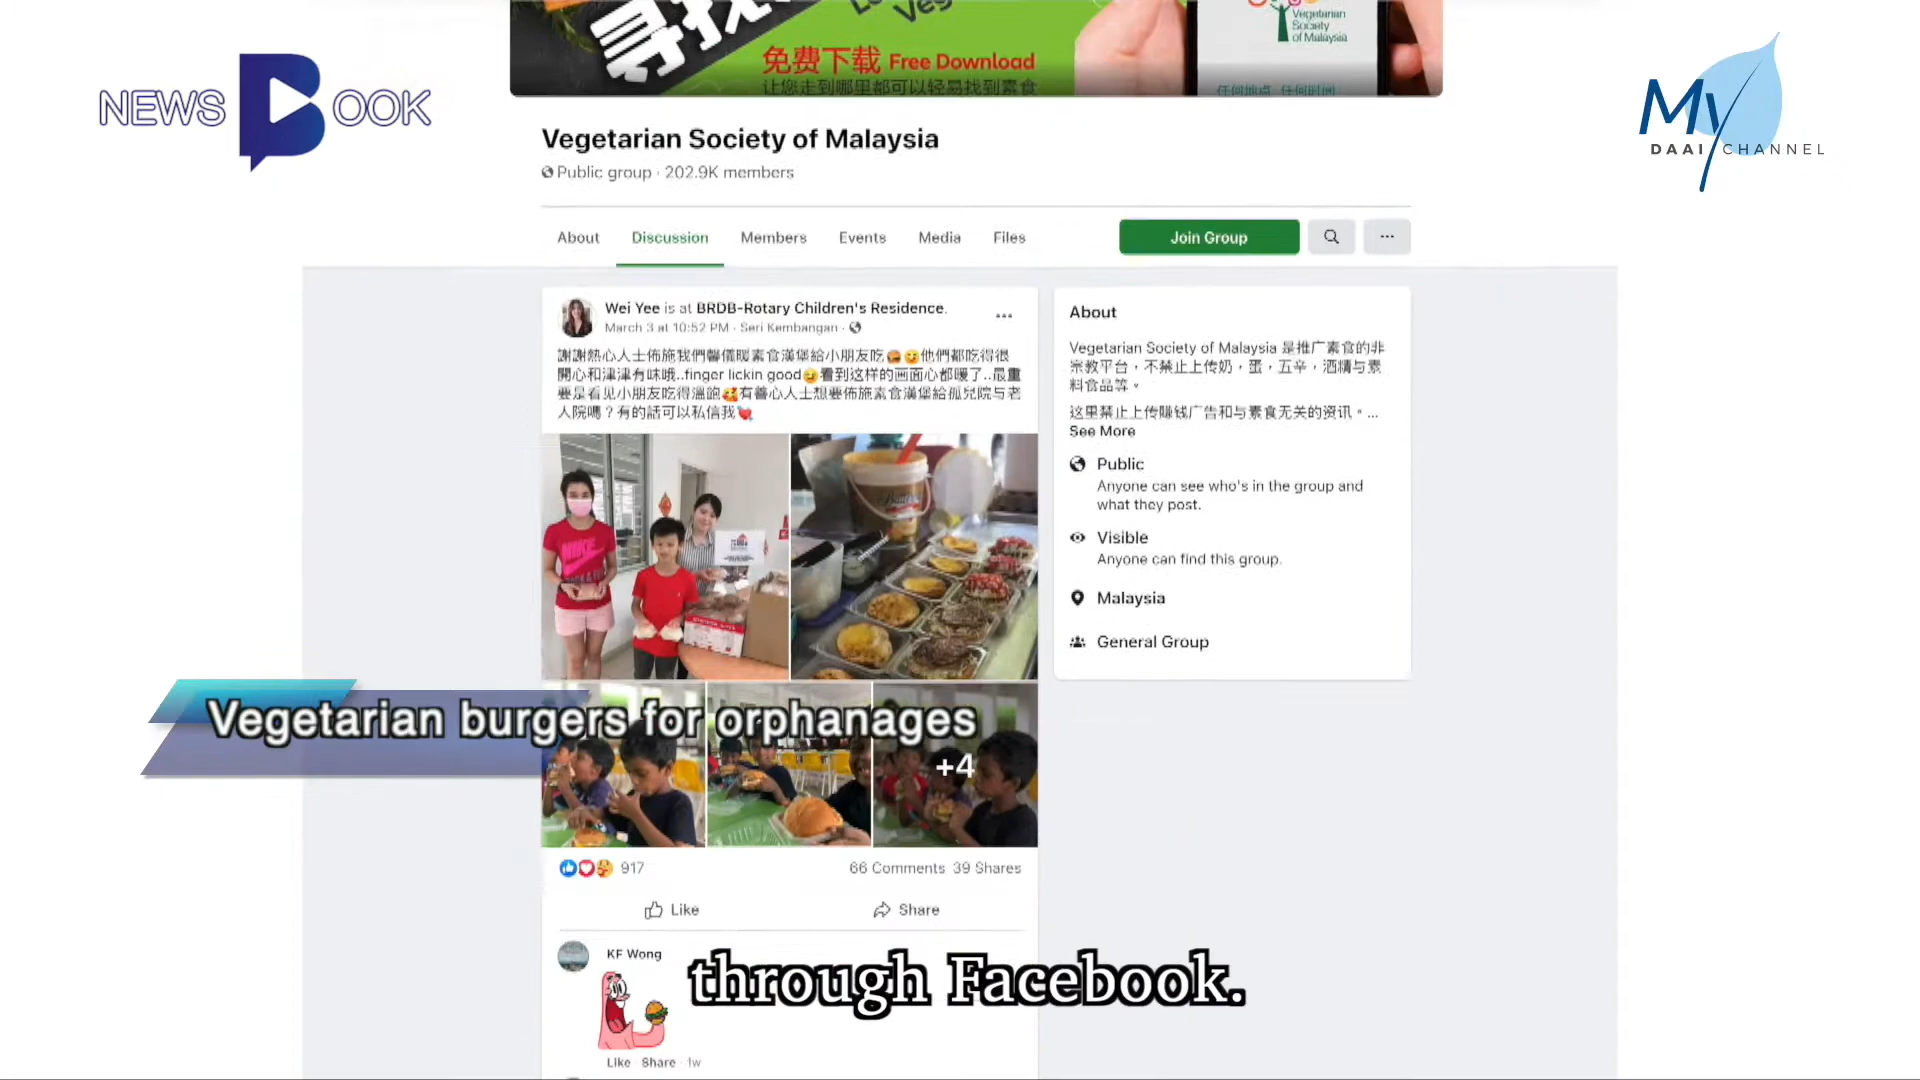 寻找
Veg
Vegetarian
Society
of Malaysia
免费下载 Free Download
让您走到哪里都可以轻易找到素食
任何地点 任何时间
NEWS BOOK
My
DAAI CHANNEL
Vegetarian Society of Malaysia
Public group · 202.9K members
About Discussion Members Events Media Files
Join Group
Wei Yee is at BRDB-Rotary Children's Residence.
March 3 at 10:52 PM · Seri Kembangan ·
謝謝熱心人士佈施我們馨儀暖素食漢堡給小朋友吃🍔😋他們都吃得很
開心和津津有味哦..finger lickin good😋看到这样的画面心都暖了..最重
要是看见小朋友吃得溫飽🥰有善心人士想要佈施素食漢堡給孤兒院与老
人院嗎？有的話可以私信我💘
About
Vegetarian Society of Malaysia 是推广素食的非
宗教平台，不禁止上传奶，蛋，五辛，酒精与素
料食品等。
这里禁止上传赚钱广告和与素食无关的资讯。...
See More
Public
Anyone can see who's in the group and
what they post.
Visible
Anyone can find this group.
Malaysia
General Group
NIKE
Vegetarian burgers for orphanages
+4
917
66 Comments 39 Shares
Like Share
KF Wong
through Facebook.
Like Share · 1w